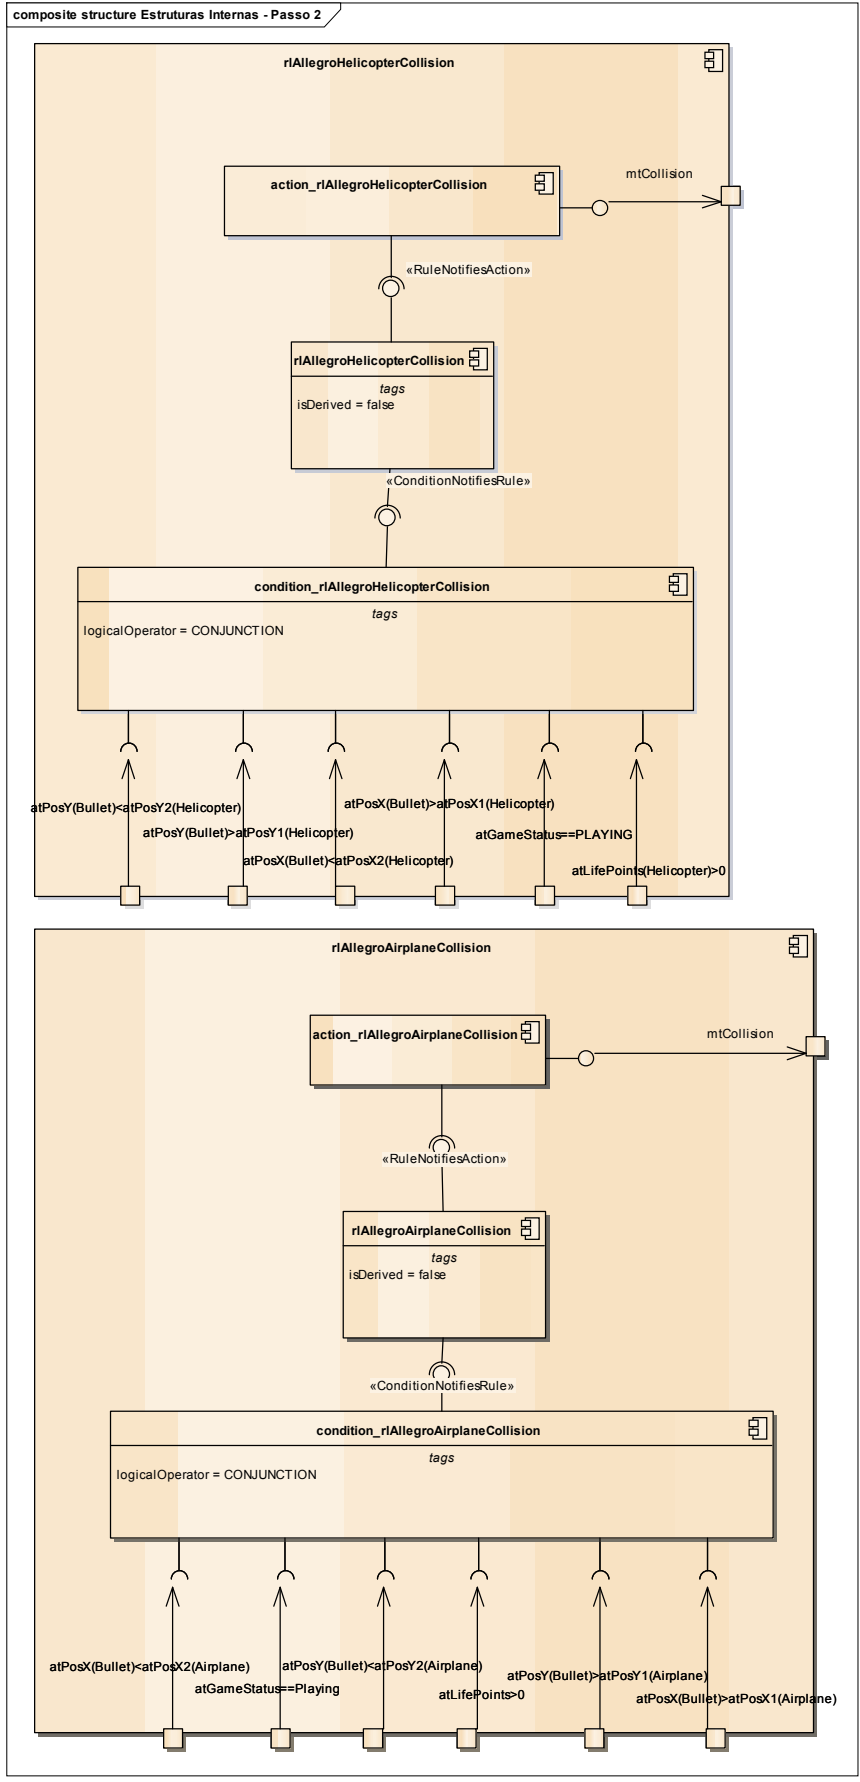 composite structure Estruturas Internas - Passo 2
rlAllegroHelicopterCollision
action_rlAllegroHelicopterCollision
mtCollision
«RuleNotifiesAction»
rlAllegroHelicopterCollision
tags
isDerived = false
«ConditionNotifiesRule»
condition_rlAllegroHelicopterCollision
tags
logicalOperator = CONJUNCTION
atPosY(Bullet)<atPosY2(Helicopter)
atPosX(Bullet)>atPosX1(Helicopter)
atPosY(Bullet)>atPosY1(Helicopter)
atGameStatus==PLAYING
atPosX(Bullet)<atPosX2(Helicopter)
atLifePoints(Helicopter)>0
rlAllegroAirplaneCollision
action_rlAllegroAirplaneCollision
mtCollision
«RuleNotifiesAction»
rlAllegroAirplaneCollision
tags
isDerived = false
«ConditionNotifiesRule»
condition_rlAllegroAirplaneCollision
tags
logicalOperator = CONJUNCTION
atPosX(Bullet)<atPosX2(Airplane)
atPosY(Bullet)<atPosY2(Airplane)
atPosY(Bullet)>atPosY1(Airplane)
atGameStatus==Playing
atLifePoints>0
atPosX(Bullet)>atPosX1(Airplane)